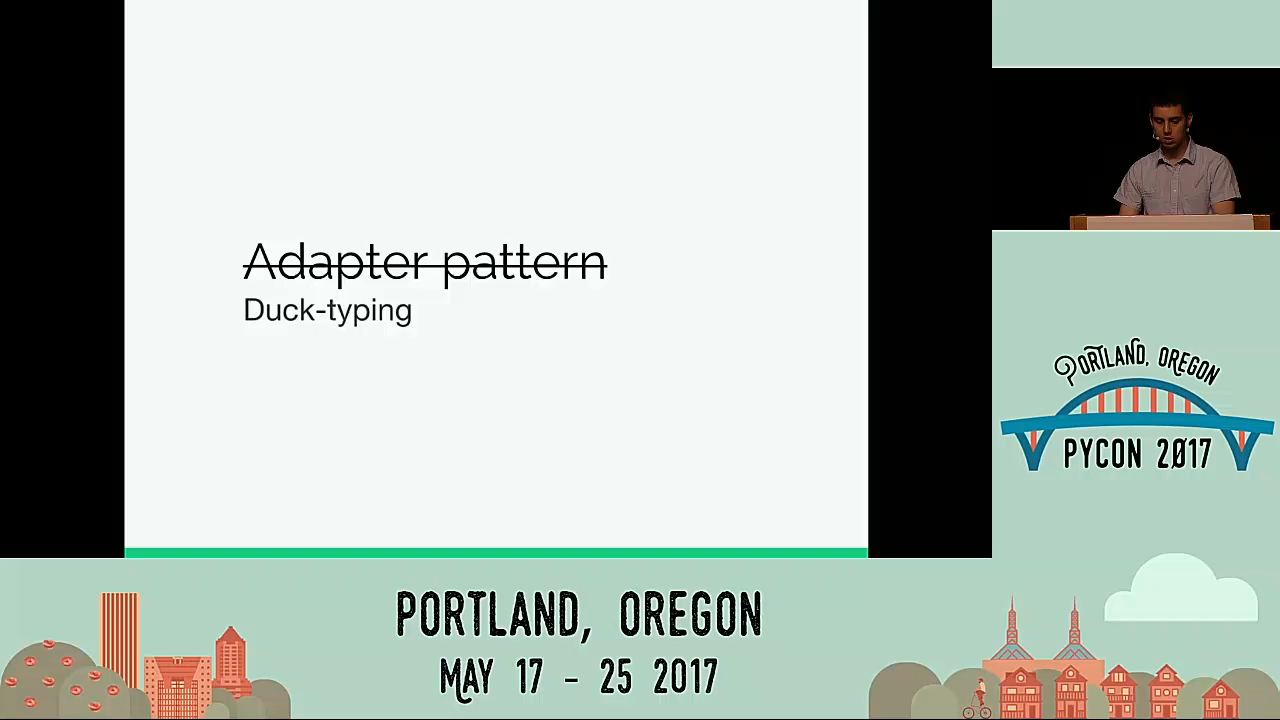 Adapter pattern
Duck-typing
PORTLAND, OREGON
PYCON 2017
PORTLAND, OREGON
MAY 17 - 25 2017